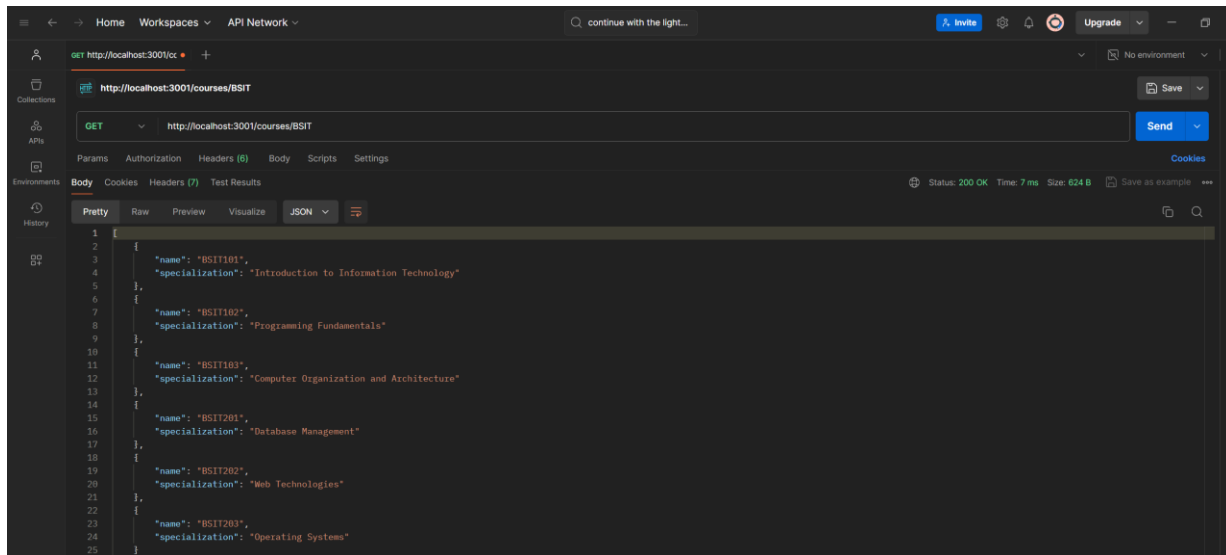 Home Workspaces API Network continue with the light... Invite Upgrade
GET http://localhost:3001/cc No environment
HTTP http://localhost:3001/courses/BSIT Save
Collections
GET http://localhost:3001/courses/BSIT Send
APIs
Params Authorization Headers (6) Body Scripts Settings Cookies
Environments
Body Cookies Headers (7) Test Results Status: 200 OK Time: 7 ms Size: 624 B Save as example
History
Pretty Raw Preview Visualize JSON
1 [
2 {
3 "name": "BSIT101",
4 "specialization": "Introduction to Information Technology"
5 },
6 {
7 "name": "BSIT102",
8 "specialization": "Programming Fundamentals"
9 },
10 {
11 "name": "BSIT103",
12 "specialization": "Computer Organization and Architecture"
13 },
14 {
15 "name": "BSIT201",
16 "specialization": "Database Management"
17 },
18 {
19 "name": "BSIT202",
20 "specialization": "Web Technologies"
21 },
22 {
23 "name": "BSIT203",
24 "specialization": "Operating Systems"
25 }